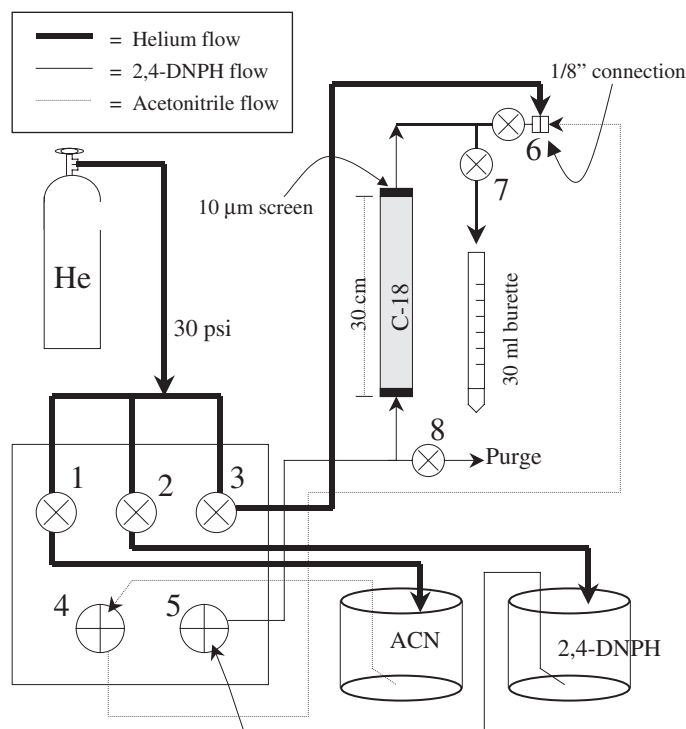 = Helium flow
= 2,4-DNPH flow
= Acetonitrile flow
1/8” connection
6
7
10 μm screen
He
30 cm
C-18
30 ml burette
30 psi
8
Purge
1
2
3
4
5
ACN
2,4-DNPH